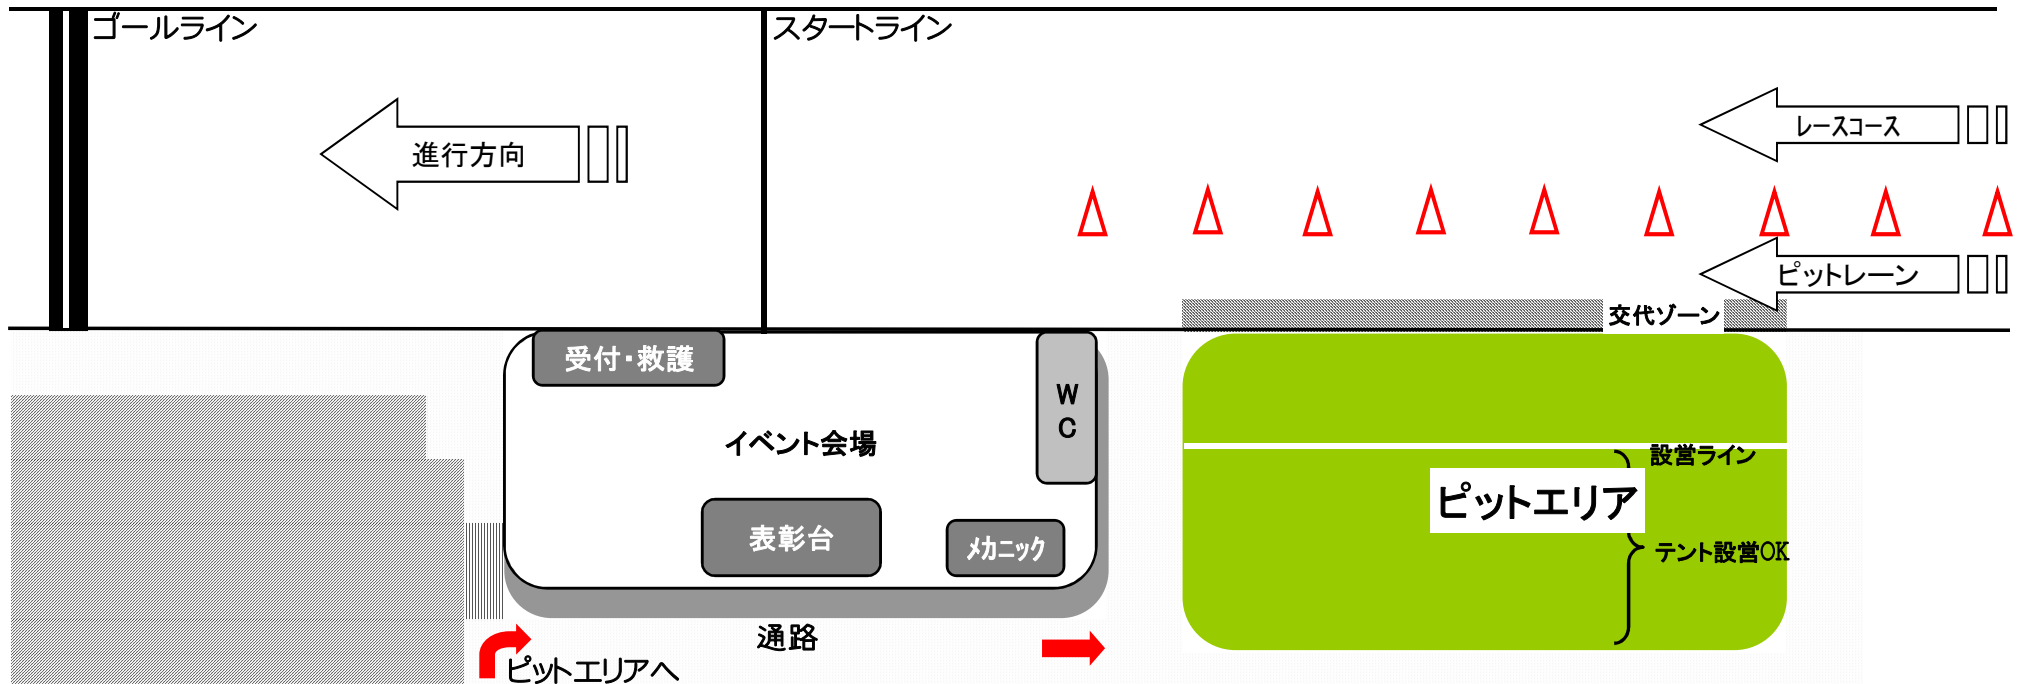 ゴールライン
スタートライン
進行方向
レースコース
ピットレーン
交代ゾーン
受付・救護
WC
イベント会場
設営ライン
ピットエリア
表彰台
メカニック
テント設営OK
通路
ピットエリアへ